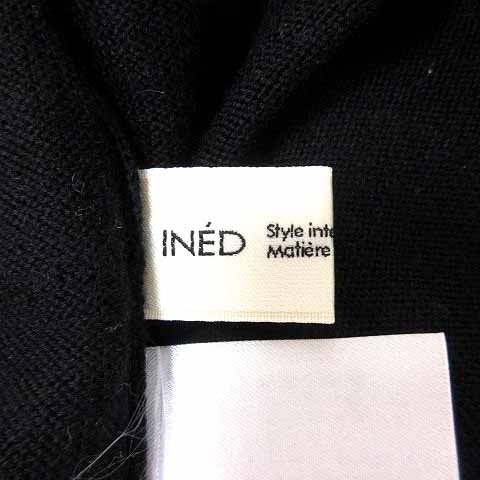 INÉD
Style inte
Matière